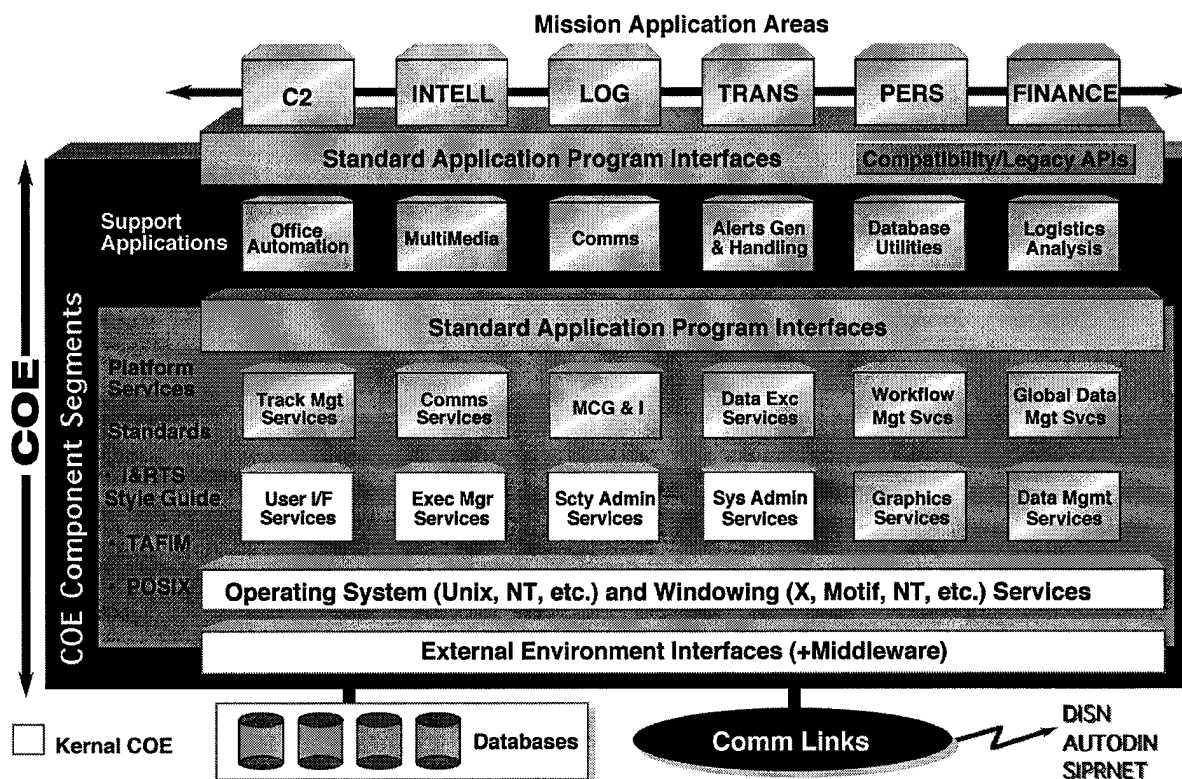 Mission Application Areas
C2 INTELL LOG TRANS PERS FINANCE
Standard Application Program Interfaces
Compatibility/Legacy APIs
Support
Applications
Office
Automation
MultiMedia
Comms
Alerts Gen
& Handling
Database
Utilities
Logistics
Analysis
Standard Application Program Interfaces
COE
COE Component Segments
Platform
Services
Standards
· I&RTS
Style Guide
· TAFIM
· POSIX
Track Mgt
Services
Comms
Services
MCG & I
Data Exc
Services
Workflow
Mgt Svcs
Global Data
Mgt Svcs
User I/F
Services
Exec Mgr
Services
Scty Admin
Services
Sys Admin
Services
Graphics
Services
Data Mgmt
Services
Operating System (Unix, NT, etc.) and Windowing (X, Motif, NT, etc.) Services
External Environment Interfaces (+Middleware)
Kernal COE
Databases
Comm Links
DISN
AUTODIN
SIPRNET